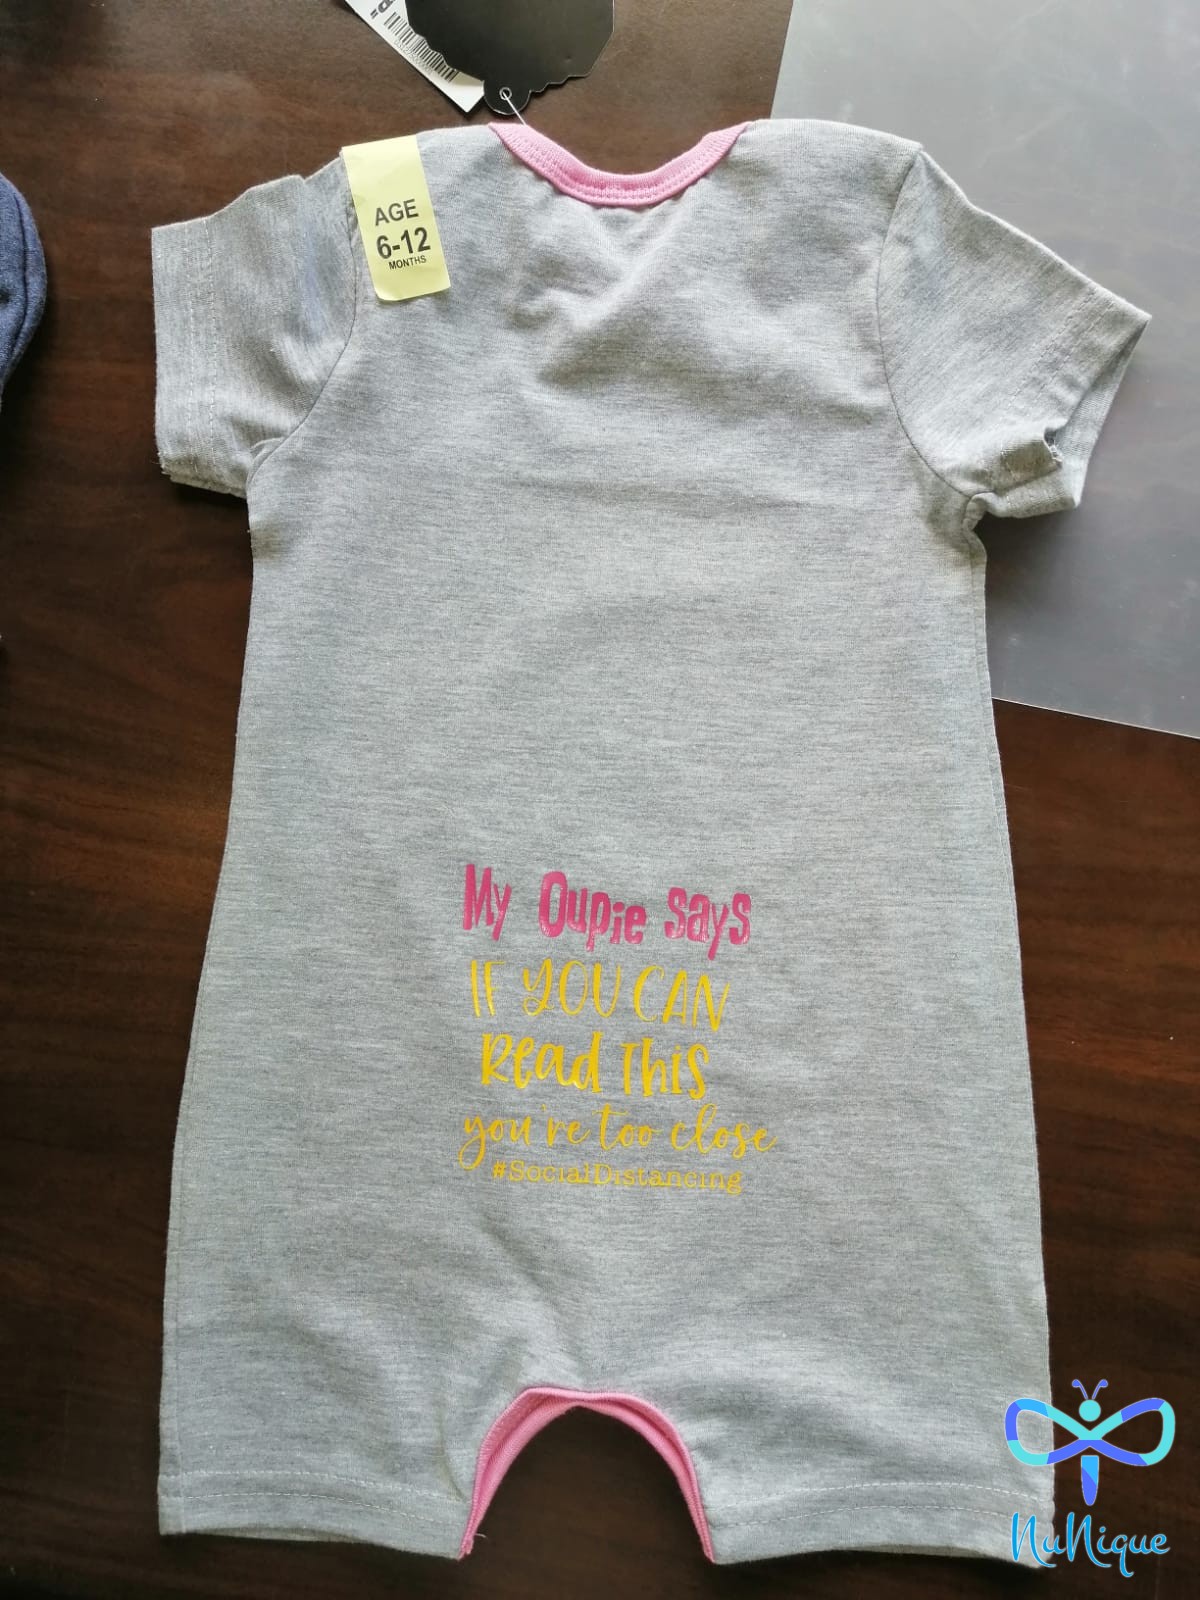 AGE
6-12
MONTHS
My Oupie says
IF YOU CAN
Read This
you're too close
#SocialDistancing
NuNique